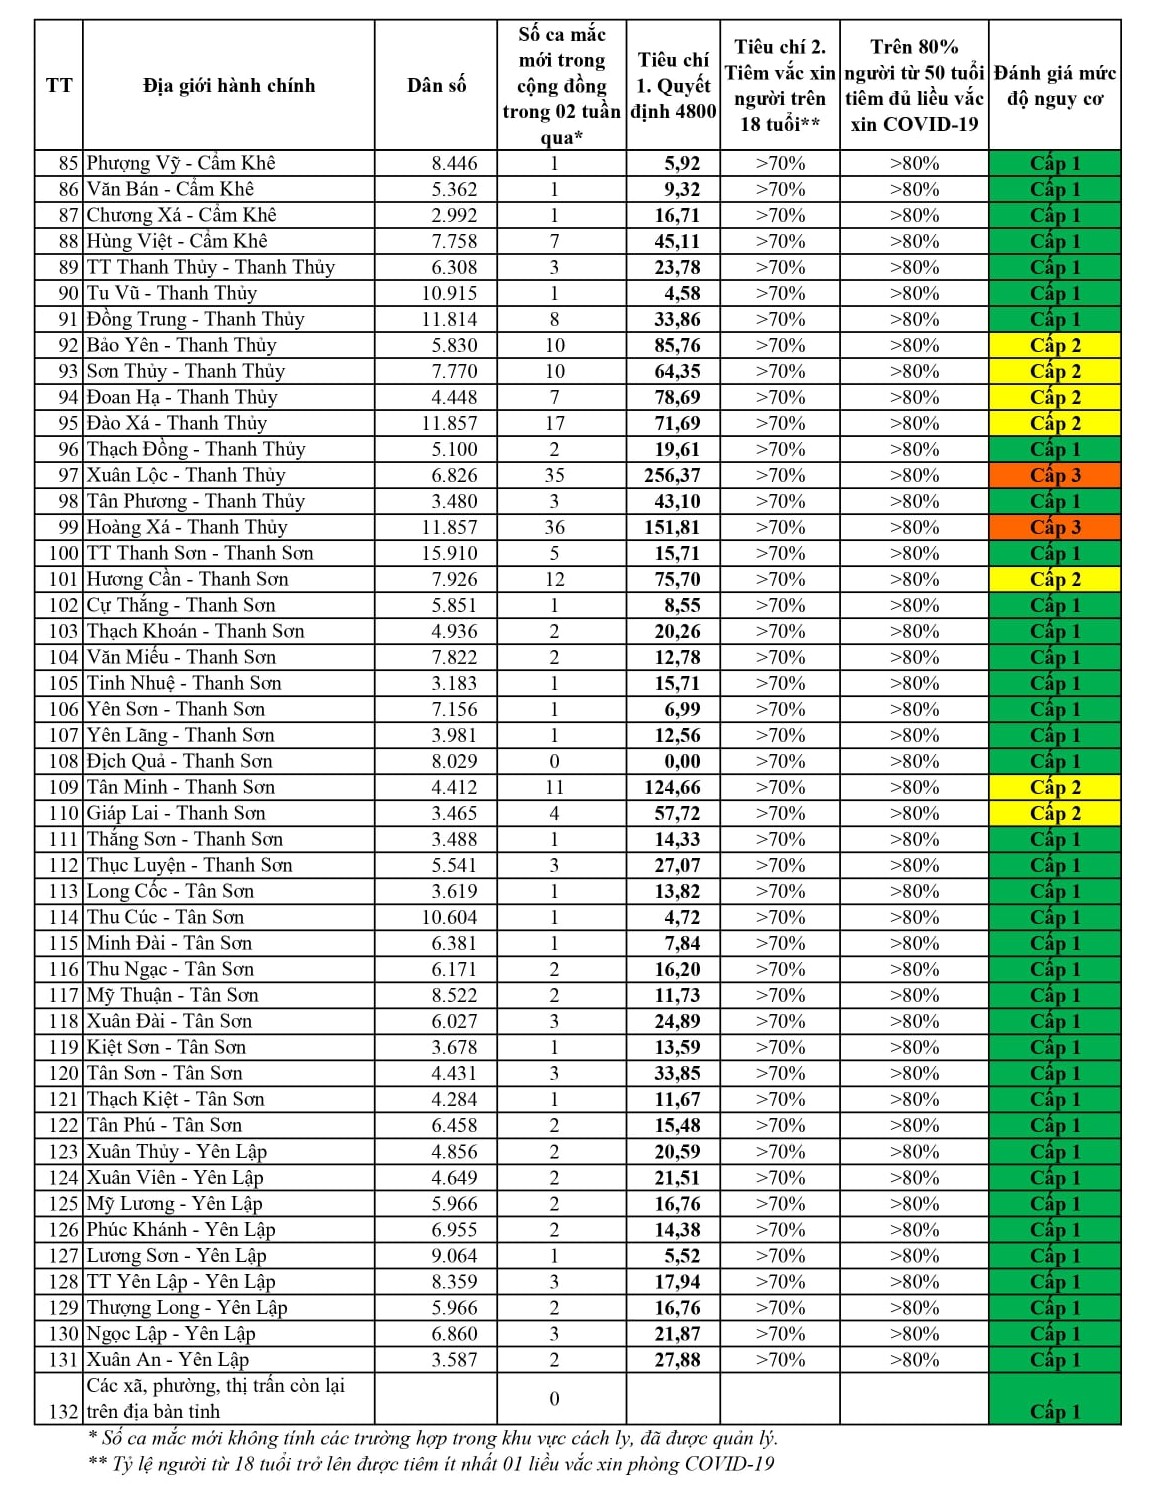 TT Địa giới hành chính Dân số Số ca mắc mới trong cộng đồng trong 02 tuần qua* Tiêu chí 1. Quyết định 4800 Tiêu chí 2. Tiêm vắc xin người trên 18 tuổi** Trên 80% người từ 50 tuổi tiêm đủ liều vắc xin COVID-19 Đánh giá mức độ nguy cơ
85 Phượng Vỹ - Cẩm Khê 8.446 1 5,92 >70% >80% Cấp 1
86 Văn Bán - Cẩm Khê 5.362 1 9,32 >70% >80% Cấp 1
87 Chương Xá - Cẩm Khê 2.992 1 16,71 >70% >80% Cấp 1
88 Hùng Việt - Cẩm Khê 7.758 7 45,11 >70% >80% Cấp 1
89 TT Thanh Thủy - Thanh Thủy 6.308 3 23,78 >70% >80% Cấp 1
90 Tu Vũ - Thanh Thủy 10.915 1 4,58 >70% >80% Cấp 1
91 Đồng Trung - Thanh Thủy 11.814 8 33,86 >70% >80% Cấp 1
92 Bảo Yên - Thanh Thủy 5.830 10 85,76 >70% >80% Cấp 2
93 Sơn Thủy - Thanh Thủy 7.770 10 64,35 >70% >80% Cấp 2
94 Đoan Hạ - Thanh Thủy 4.448 7 78,69 >70% >80% Cấp 2
95 Đào Xá - Thanh Thủy 11.857 17 71,69 >70% >80% Cấp 2
96 Thạch Đồng - Thanh Thủy 5.100 2 19,61 >70% >80% Cấp 1
97 Xuân Lộc - Thanh Thủy 6.826 35 256,37 >70% >80% Cấp 3
98 Tân Phương - Thanh Thủy 3.480 3 43,10 >70% >80% Cấp 1
99 Hoàng Xá - Thanh Thủy 11.857 36 151,81 >70% >80% Cấp 3
100 TT Thanh Sơn - Thanh Sơn 15.910 5 15,71 >70% >80% Cấp 1
101 Hương Cần - Thanh Sơn 7.926 12 75,70 >70% >80% Cấp 2
102 Cự Thắng - Thanh Sơn 5.851 1 8,55 >70% >80% Cấp 1
103 Thạch Khoán - Thanh Sơn 4.936 2 20,26 >70% >80% Cấp 1
104 Văn Miếu - Thanh Sơn 7.822 2 12,78 >70% >80% Cấp 1
105 Tinh Nhuệ - Thanh Sơn 3.183 1 15,71 >70% >80% Cấp 1
106 Yên Sơn - Thanh Sơn 7.156 1 6,99 >70% >80% Cấp 1
107 Yên Lãng - Thanh Sơn 3.981 1 12,56 >70% >80% Cấp 1
108 Địch Quả - Thanh Sơn 8.029 0 0,00 >70% >80% Cấp 1
109 Tân Minh - Thanh Sơn 4.412 11 124,66 >70% >80% Cấp 2
110 Giáp Lai - Thanh Sơn 3.465 4 57,72 >70% >80% Cấp 2
111 Thắng Sơn - Thanh Sơn 3.488 1 14,33 >70% >80% Cấp 1
112 Thục Luyện - Thanh Sơn 5.541 3 27,07 >70% >80% Cấp 1
113 Long Cốc - Tân Sơn 3.619 1 13,82 >70% >80% Cấp 1
114 Thu Cúc - Tân Sơn 10.604 1 4,72 >70% >80% Cấp 1
115 Minh Đài - Tân Sơn 6.381 1 7,84 >70% >80% Cấp 1
116 Thu Ngạc - Tân Sơn 6.171 2 16,20 >70% >80% Cấp 1
117 Mỹ Thuận - Tân Sơn 8.522 2 11,73 >70% >80% Cấp 1
118 Xuân Đài - Tân Sơn 6.027 3 24,89 >70% >80% Cấp 1
119 Kiệt Sơn - Tân Sơn 3.678 1 13,59 >70% >80% Cấp 1
120 Tân Sơn - Tân Sơn 4.431 3 33,85 >70% >80% Cấp 1
121 Thạch Kiệt - Tân Sơn 4.284 1 11,67 >70% >80% Cấp 1
122 Tân Phú - Tân Sơn 6.458 2 15,48 >70% >80% Cấp 1
123 Xuân Thủy - Yên Lập 4.856 2 20,59 >70% >80% Cấp 1
124 Xuân Viên - Yên Lập 4.649 2 21,51 >70% >80% Cấp 1
125 Mỹ Lương - Yên Lập 5.966 2 16,76 >70% >80% Cấp 1
126 Phúc Khánh - Yên Lập 6.955 2 14,38 >70% >80% Cấp 1
127 Lương Sơn - Yên Lập 9.064 1 5,52 >70% >80% Cấp 1
128 TT Yên Lập - Yên Lập 8.359 3 17,94 >70% >80% Cấp 1
129 Thượng Long - Yên Lập 5.966 2 16,76 >70% >80% Cấp 1
130 Ngọc Lập - Yên Lập 6.860 3 21,87 >70% >80% Cấp 1
131 Xuân An - Yên Lập 3.587 2 27,88 >70% >80% Cấp 1
132 Các xã, phường, thị trấn còn lại trên địa bàn tỉnh 0 Cấp 1
* Số ca mắc mới không tính các trường hợp trong khu vực cách ly, đã được quản lý.
** Tỷ lệ người từ 18 tuổi trở lên được tiêm ít nhất 01 liều vắc xin phòng COVID-19